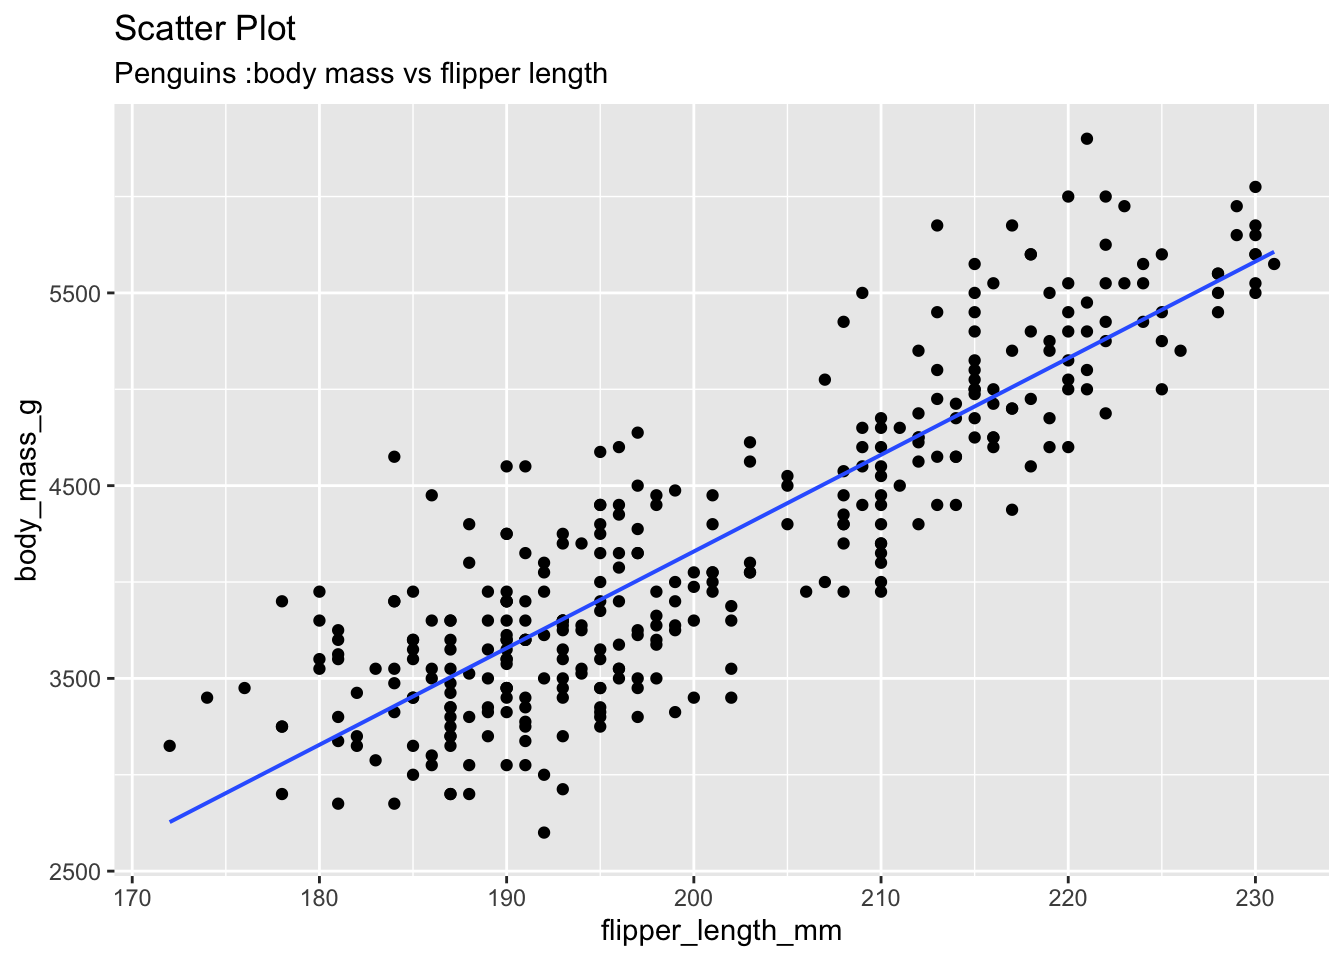 Scatter Plot
Penguins :body mass vs flipper length
5500
4500
3500
2500
body_mass_g
170 180 190 200 210 220 230
flipper_length_mm